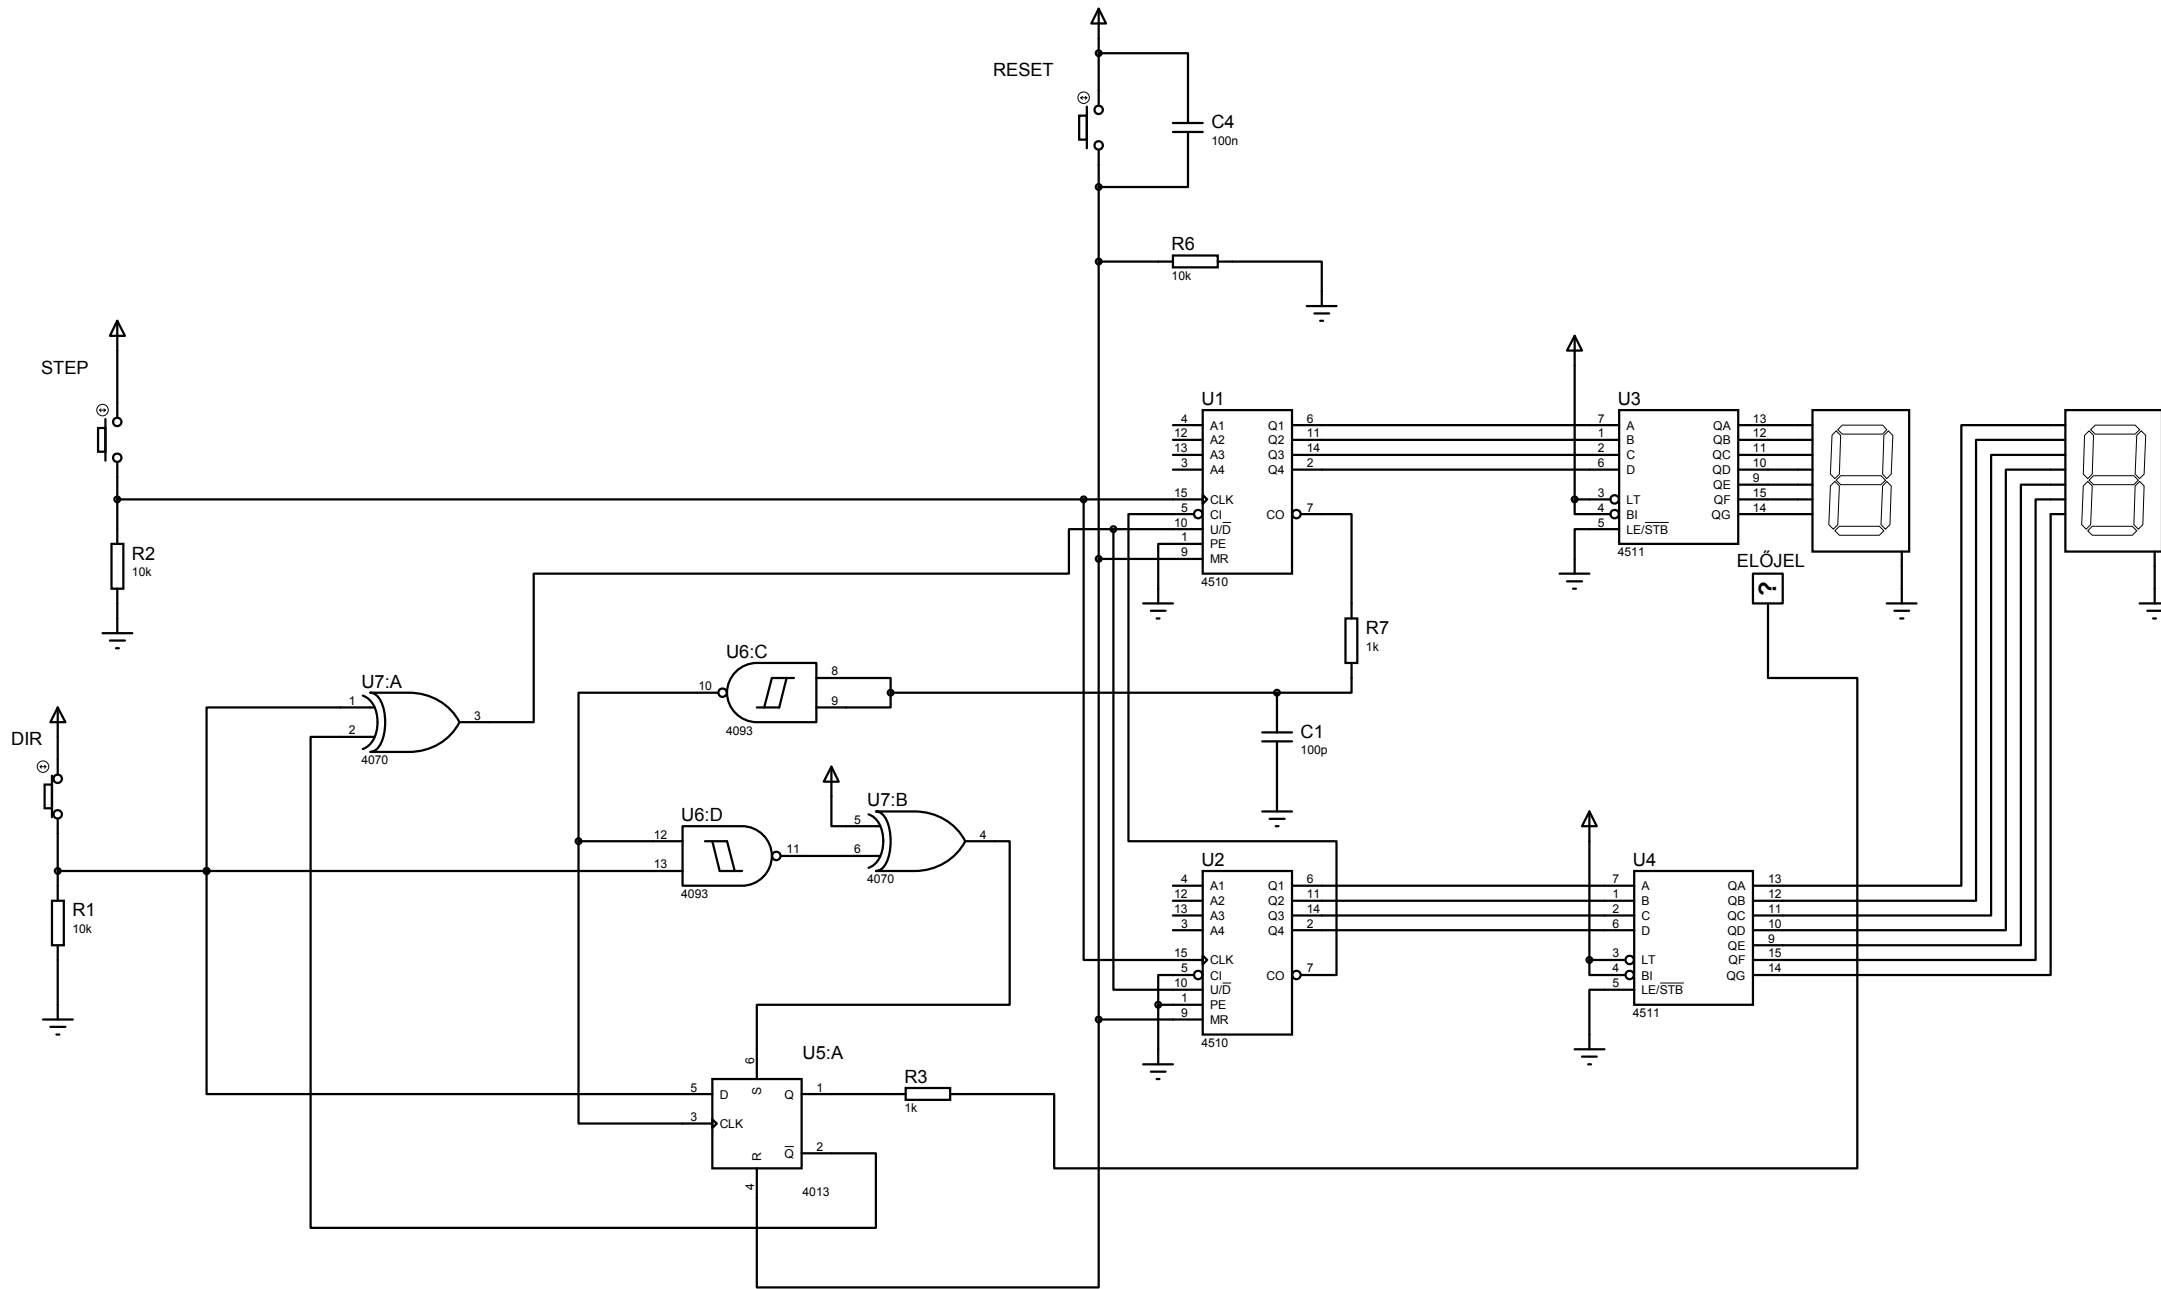 RESET
C4
100n
R6
10k
STEP
R2
10k
U1
4 A1 Q1 6
12 A2 Q2 11
13 A3 Q3 14
3 A4 Q4 2
15 CLK
5 CI CO 7
10 U/D
1 PE
9 MR
4510
U3
7 A QA 13
1 B QB 12
2 C QC 11
6 D QD 10
QE 9
3 LT QF 15
4 BI QG 14
5 LE/STB
4511
ELŐJEL
?
R7
1k
U6:C
10 8
9
4093
U7:A
1
2 3
4070
DIR
C1
100p
U6:D
12
13 11
4093
U7:B
5
6 4
4070
R1
10k
U2
4 A1 Q1 6
12 A2 Q2 11
13 A3 Q3 14
3 A4 Q4 2
15 CLK
5 CI CO 7
10 U/D
1 PE
9 MR
4510
U4
7 A QA 13
1 B QB 12
2 C QC 11
6 D QD 10
QE 9
3 LT QF 15
4 BI QG 14
5 LE/STB
4511
U5:A
6
S
5 D Q 1
3 CLK
R Q 2
4
4013
R3
1k